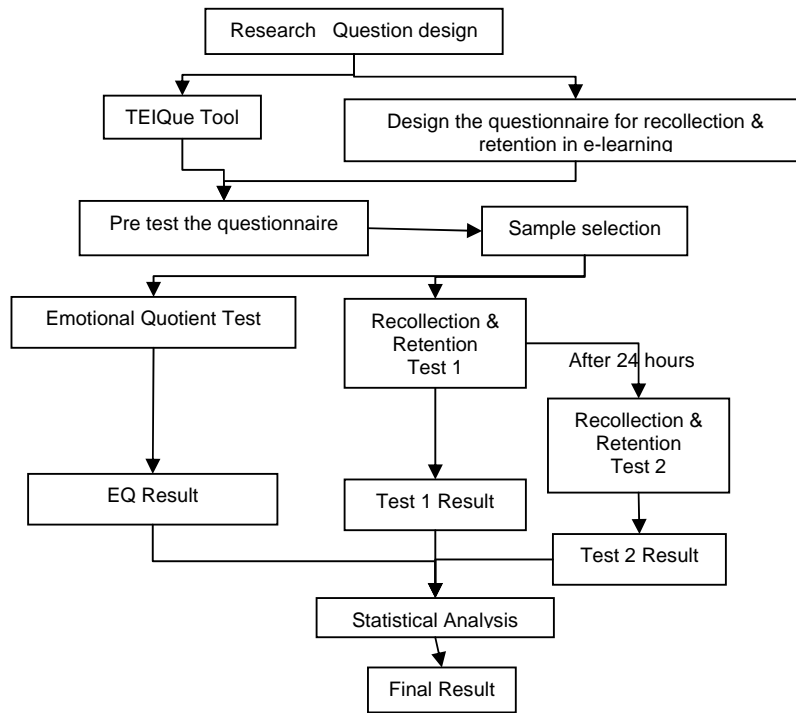 Research Question design
TEIQue Tool
Design the questionnaire for recollection &
retention in e-learning
Pre test the questionnaire
Sample selection
Emotional Quotient Test
Recollection &
Retention
Test 1
After 24 hours
Recollection &
Retention
Test 2
EQ Result
Test 1 Result
Test 2 Result
Statistical Analysis
Final Result